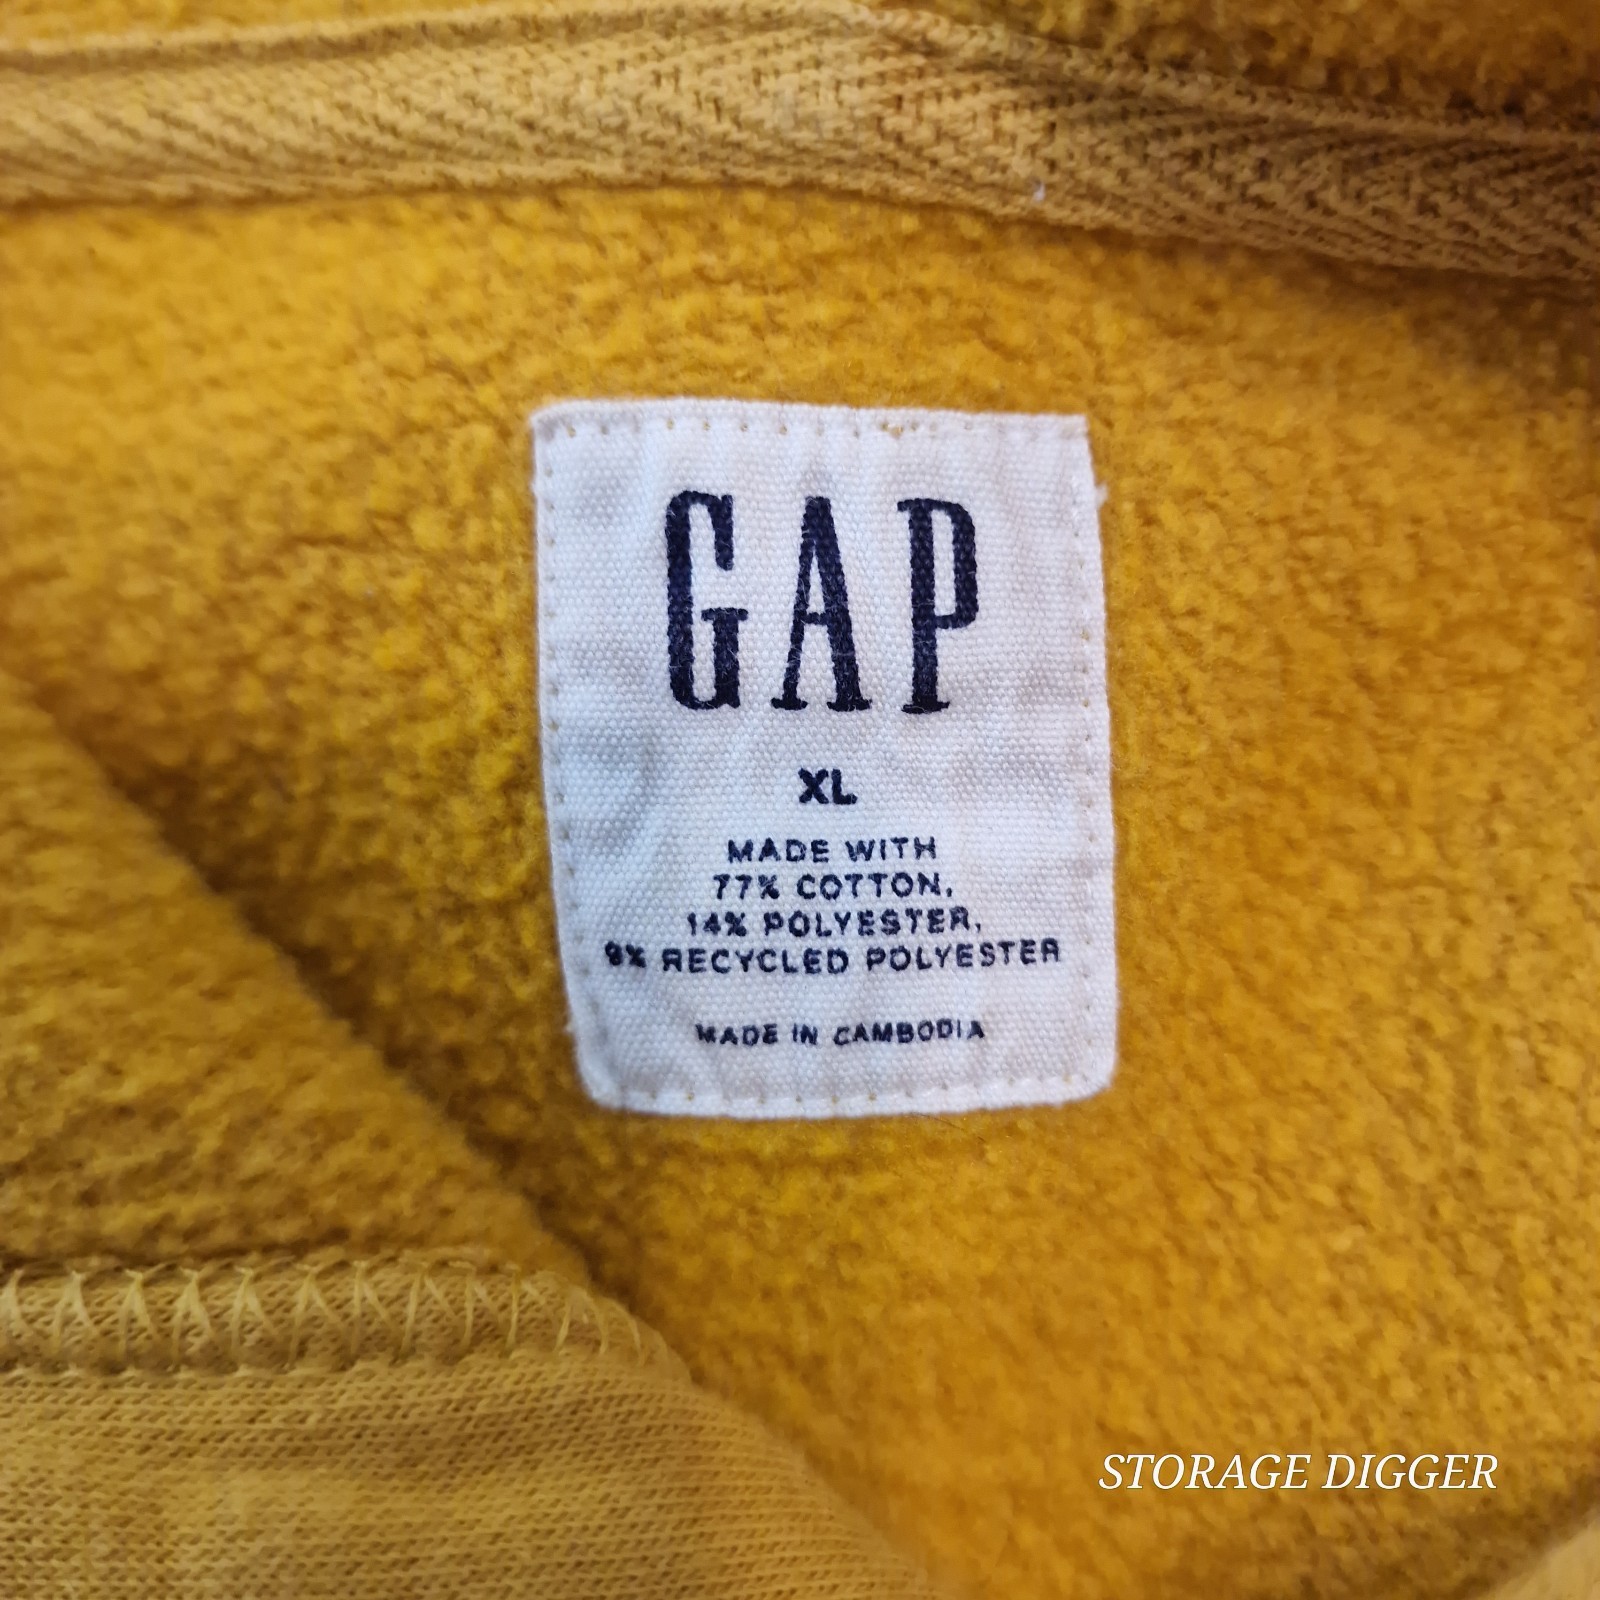 GAP
XL
MADE WITH
77% COTTON,
14% POLYESTER,
9% RECYCLED POLYESTER
MADE IN CAMBODIA
STORAGE DIGGER